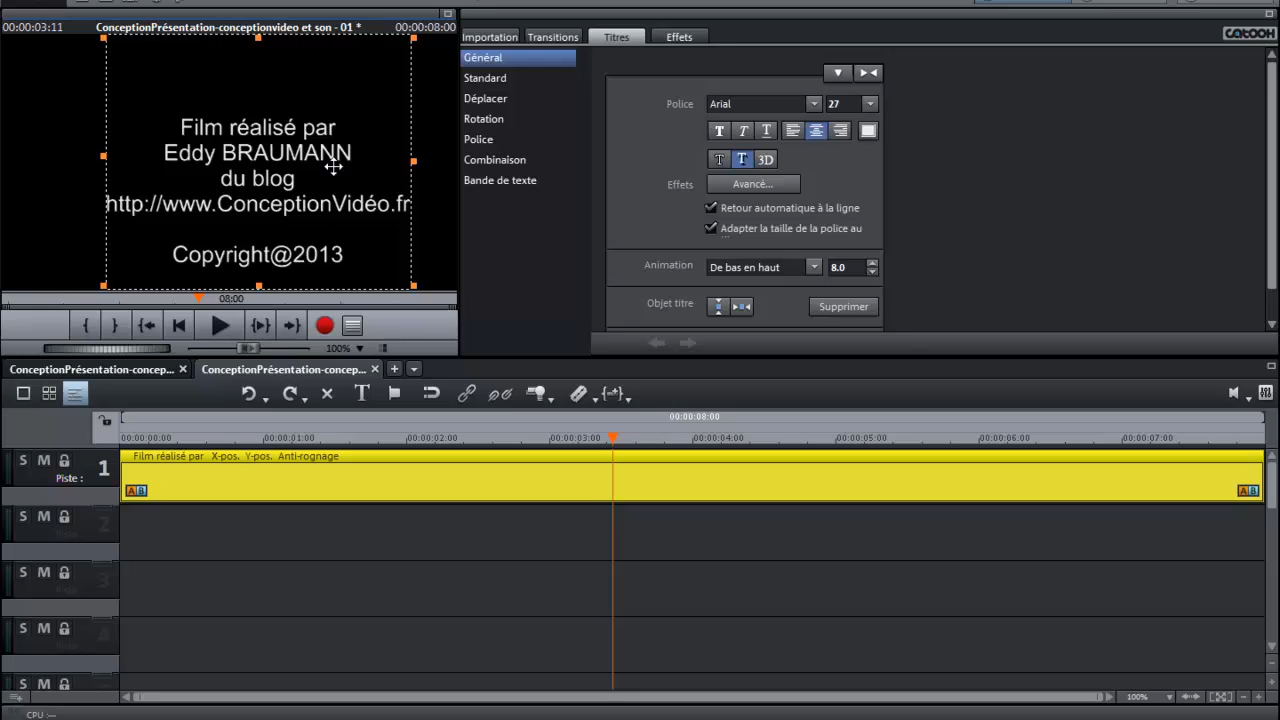 00:00:03:11 ConceptionPrésentation-conceptionvideo et son - 01 * 00:00:08:00
Film réalisé par
Eddy BRAUMANN
du blog
http://www.ConceptionVidéo.fr
Copyright@2013
08:00
100%
Importation Transitions Titres Effets
CATOOH
Général
Standard
Déplacer
Rotation
Police
Combinaison
Bande de texte
Police Arial 27
T T T
T T 3D
Effets Avancè...
Retour automatique à la ligne
Adapter la taille de la police au
Animation De bas en haut 8.0
Objet titre Supprimer
ConceptionPrésentation-concep... ConceptionPrésentation-concep...
T
00:00:08:00
00:00:00:00 00:00:01:00 00:00:02:00 00:00:03:00 00:00:04:00 00:00:05:00 00:00:06:00 00:00:07:00
S M 1
Piste :
Film réalisé par X-pos. Y-pos. Anti-rognage
A B A B
S M 2
S M 3
S M 4
S M
100%
CPU :--